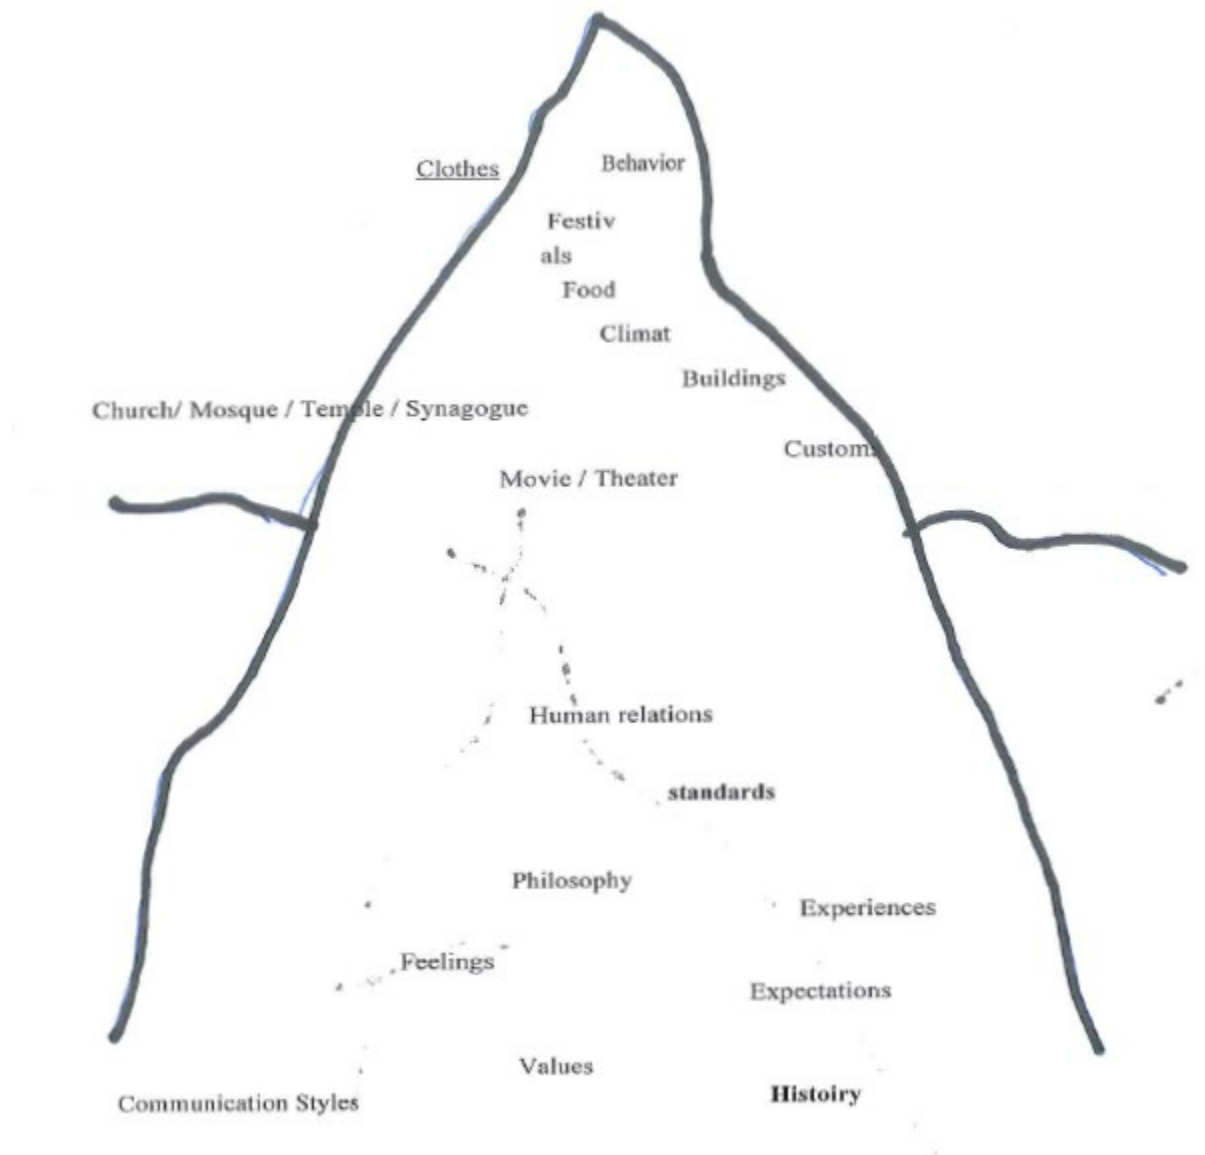 Clothes
Behavior
Festiv
als
Food
Climat
Buildings
Church/ Mosque / Temple / Synagogue
Customs
Movie / Theater
Human relations
standards
Philosophy
Experiences
Feelings
Expectations
Values
Histoiry
Communication Styles